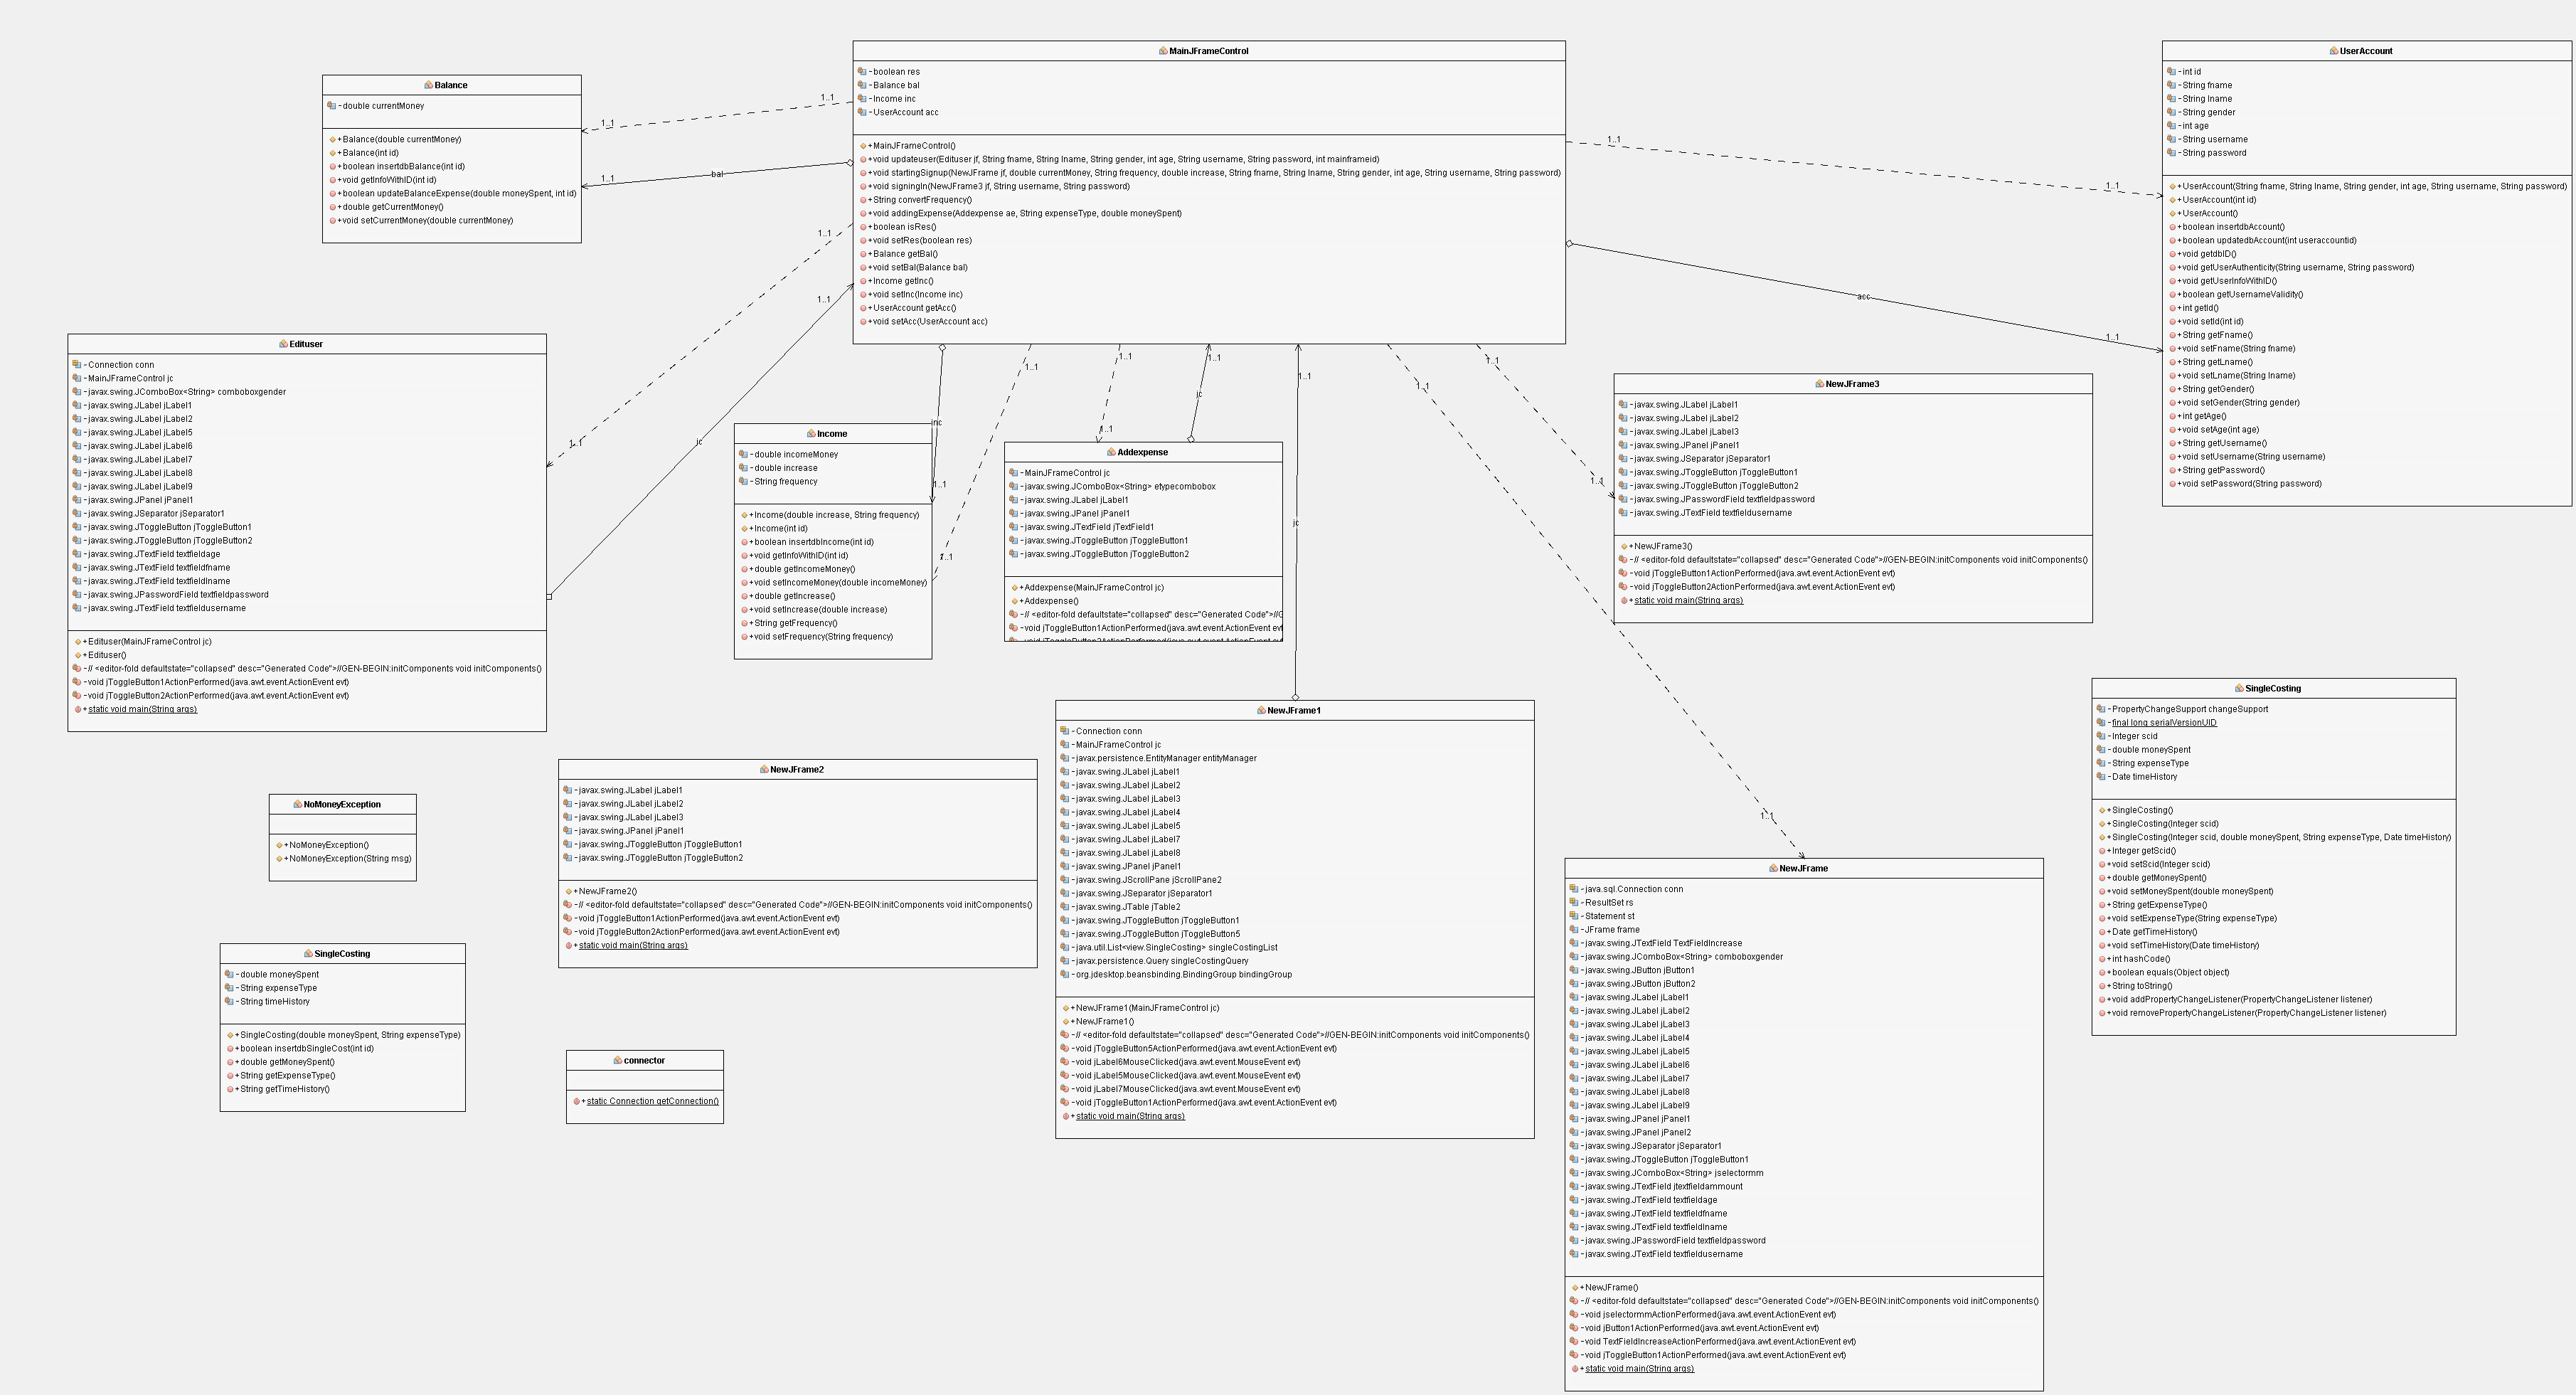 MainJFrameControl
-boolean res
-Balance bal
-Income inc
-UserAccount acc
+MainJFrameControl()
+void updateuser(Edituser jf, String fname, String lname, String gender, int age, String username, String password, int mainframeid)
+void startingSignup(NewJFrame jf, double currentMoney, String frequency, double increase, String fname, String lname, String gender, int age, String username, String password)
+void signingIn(NewJFrame3 jf, String username, String password)
+String convertFrequency()
+void addingExpense(Addexpense ae, String expenseType, double moneySpent)
+boolean isRes()
+void setRes(boolean res)
+Balance getBal()
+void setBal(Balance bal)
+Income getInc()
+void setInc(Income inc)
+UserAccount getAcc()
+void setAcc(UserAccount acc)
UserAccount
-int id
-String fname
-String lname
-String gender
-int age
-String username
-String password
+UserAccount(String fname, String lname, String gender, int age, String username, String password)
+UserAccount(int id)
+UserAccount()
+boolean insertdbAccount()
+boolean updatedbAccount(int useraccountid)
+void getdbID()
+void getUserAuthenticity(String username, String password)
+void getUserInfoWithID()
+boolean getUsernameValidity()
+int getId()
+void setId(int id)
+String getFname()
+void setFname(String fname)
+String getLname()
+void setLname(String lname)
+String getGender()
+void setGender(String gender)
+int getAge()
+void setAge(int age)
+String getUsername()
+void setUsername(String username)
+String getPassword()
+void setPassword(String password)
Balance
-double currentMoney
+Balance(double currentMoney)
+Balance(int id)
+boolean insertdbBalance(int id)
+void getInfoWithID(int id)
+boolean updateBalanceExpense(double moneySpent, int id)
+double getCurrentMoney()
+void setCurrentMoney(double currentMoney)
1..1
1..1
bal
1..1
1..1
1..1
jc
1..1
1..1
1..1
acc
1..1
inc
1..1
1..1
1..1
1..1
1..1
1..1
jc
1..1
jc
1..1
1..1
1..1
1..1
Edituser
-Connection conn
-MainJFrameControl jc
-javax.swing.JComboBox<String> comboboxgender
-javax.swing.JLabel jLabel1
-javax.swing.JLabel jLabel2
-javax.swing.JLabel jLabel5
-javax.swing.JLabel jLabel6
-javax.swing.JLabel jLabel7
-javax.swing.JLabel jLabel8
-javax.swing.JLabel jLabel9
-javax.swing.JPanel jPanel1
-javax.swing.JSeparator jSeparator1
-javax.swing.JToggleButton jToggleButton1
-javax.swing.JToggleButton jToggleButton2
-javax.swing.JTextField textfieldage
-javax.swing.JTextField textfieldfname
-javax.swing.JTextField textfieldlname
-javax.swing.JPasswordField textfieldpassword
-javax.swing.JTextField textfieldusername
+Edituser(MainJFrameControl jc)
+Edituser()
-// <editor-fold defaultstate="collapsed" desc="Generated Code">//GEN-BEGIN:initComponents void initComponents()
-void jToggleButton1ActionPerformed(java.awt.event.ActionEvent evt)
-void jToggleButton2ActionPerformed(java.awt.event.ActionEvent evt)
+static void main(String args)
Income
-double incomeMoney
-double increase
-String frequency
+Income(double increase, String frequency)
+Income(int id)
+boolean insertdbIncome(int id)
+void getInfoWithID(int id)
+double getIncomeMoney()
+void setIncomeMoney(double incomeMoney)
+double getIncrease()
+void setIncrease(double increase)
+String getFrequency()
+void setFrequency(String frequency)
Addexpense
-MainJFrameControl jc
-javax.swing.JComboBox<String> etypecombobox
-javax.swing.JLabel jLabel1
-javax.swing.JPanel jPanel1
-javax.swing.JTextField jTextField1
-javax.swing.JToggleButton jToggleButton1
-javax.swing.JToggleButton jToggleButton2
+Addexpense(MainJFrameControl jc)
+Addexpense()
-// <editor-fold defaultstate="collapsed" desc="Generated Code">//G
-void jToggleButton1ActionPerformed(java.awt.event.ActionEvent evt
-void jToggleButton2ActionPerformed(java.awt.event.ActionEvent evt
NewJFrame3
-javax.swing.JLabel jLabel1
-javax.swing.JLabel jLabel2
-javax.swing.JLabel jLabel3
-javax.swing.JPanel jPanel1
-javax.swing.JSeparator jSeparator1
-javax.swing.JToggleButton jToggleButton1
-javax.swing.JToggleButton jToggleButton2
-javax.swing.JPasswordField textfieldpassword
-javax.swing.JTextField textfieldusername
+NewJFrame3()
-// <editor-fold defaultstate="collapsed" desc="Generated Code">//GEN-BEGIN:initComponents void initComponents()
-void jToggleButton1ActionPerformed(java.awt.event.ActionEvent evt)
-void jToggleButton2ActionPerformed(java.awt.event.ActionEvent evt)
+static void main(String args)
NewJFrame2
-javax.swing.JLabel jLabel1
-javax.swing.JLabel jLabel2
-javax.swing.JLabel jLabel3
-javax.swing.JPanel jPanel1
-javax.swing.JToggleButton jToggleButton1
-javax.swing.JToggleButton jToggleButton2
+NewJFrame2()
-// <editor-fold defaultstate="collapsed" desc="Generated Code">//GEN-BEGIN:initComponents void initComponents()
-void jToggleButton1ActionPerformed(java.awt.event.ActionEvent evt)
-void jToggleButton2ActionPerformed(java.awt.event.ActionEvent evt)
+static void main(String args)
NewJFrame1
-Connection conn
-MainJFrameControl jc
-javax.persistence.EntityManager entityManager
-javax.swing.JLabel jLabel1
-javax.swing.JLabel jLabel2
-javax.swing.JLabel jLabel3
-javax.swing.JLabel jLabel4
-javax.swing.JLabel jLabel5
-javax.swing.JLabel jLabel7
-javax.swing.JLabel jLabel8
-javax.swing.JPanel jPanel1
-javax.swing.JScrollPane jScrollPane2
-javax.swing.JSeparator jSeparator1
-javax.swing.JTable jTable2
-javax.swing.JToggleButton jToggleButton1
-javax.swing.JToggleButton jToggleButton5
-java.util.List<view.SingleCosting> singleCostingList
-javax.persistence.Query singleCostingQuery
-org.jdesktop.beansbinding.BindingGroup bindingGroup
+NewJFrame1(MainJFrameControl jc)
+NewJFrame1()
-// <editor-fold defaultstate="collapsed" desc="Generated Code">//GEN-BEGIN:initComponents void initComponents()
-void jToggleButton5ActionPerformed(java.awt.event.ActionEvent evt)
-void jLabel6MouseClicked(java.awt.event.MouseEvent evt)
-void jLabel5MouseClicked(java.awt.event.MouseEvent evt)
-void jLabel7MouseClicked(java.awt.event.MouseEvent evt)
-void jToggleButton1ActionPerformed(java.awt.event.ActionEvent evt)
+static void main(String args)
SingleCosting
-PropertyChangeSupport changeSupport
-final long serialVersionUID
-Integer scid
-double moneySpent
-String expenseType
-Date timeHistory
+SingleCosting()
+SingleCosting(Integer scid)
+SingleCosting(Integer scid, double moneySpent, String expenseType, Date timeHistory)
+Integer getScid()
+void setScid(Integer scid)
+double getMoneySpent()
+void setMoneySpent(double moneySpent)
+String getExpenseType()
+void setExpenseType(String expenseType)
+Date getTimeHistory()
+void setTimeHistory(Date timeHistory)
+int hashCode()
+boolean equals(Object object)
+String toString()
+void addPropertyChangeListener(PropertyChangeListener listener)
+void removePropertyChangeListener(PropertyChangeListener listener)
NoMoneyException
+NoMoneyException()
+NoMoneyException(String msg)
SingleCosting
-double moneySpent
-String expenseType
-String timeHistory
+SingleCosting(double moneySpent, String expenseType)
+boolean insertdbSingleCost(int id)
+double getMoneySpent()
+String getExpenseType()
+String getTimeHistory()
connector
+static Connection getConnection()
NewJFrame
-java.sql.Connection conn
-ResultSet rs
-Statement st
-JFrame frame
-javax.swing.JTextField TextFieldIncrease
-javax.swing.JComboBox<String> comboboxgender
-javax.swing.JButton jButton1
-javax.swing.JButton jButton2
-javax.swing.JLabel jLabel1
-javax.swing.JLabel jLabel2
-javax.swing.JLabel jLabel3
-javax.swing.JLabel jLabel4
-javax.swing.JLabel jLabel5
-javax.swing.JLabel jLabel6
-javax.swing.JLabel jLabel7
-javax.swing.JLabel jLabel8
-javax.swing.JLabel jLabel9
-javax.swing.JPanel jPanel1
-javax.swing.JPanel jPanel2
-javax.swing.JSeparator jSeparator1
-javax.swing.JToggleButton jToggleButton1
-javax.swing.JComboBox<String> jselectormm
-javax.swing.JTextField jtextfieldammount
-javax.swing.JTextField textfieldage
-javax.swing.JTextField textfieldfname
-javax.swing.JTextField textfieldlname
-javax.swing.JPasswordField textfieldpassword
-javax.swing.JTextField textfieldusername
+NewJFrame()
-// <editor-fold defaultstate="collapsed" desc="Generated Code">//GEN-BEGIN:initComponents void initComponents()
-void jselectormmActionPerformed(java.awt.event.ActionEvent evt)
-void jButton1ActionPerformed(java.awt.event.ActionEvent evt)
-void TextFieldIncreaseActionPerformed(java.awt.event.ActionEvent evt)
-void jToggleButton1ActionPerformed(java.awt.event.ActionEvent evt)
+static void main(String args)